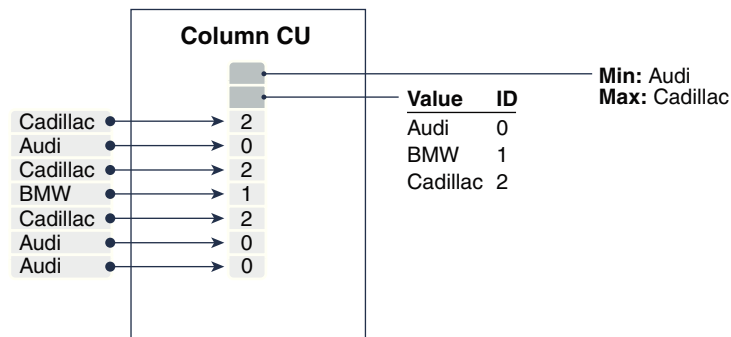 Column CU
Min: Audi
Max: Cadillac
Value ID
Audi 0
BMW 1
Cadillac 2
Cadillac 2
Audi 0
Cadillac 2
BMW 1
Cadillac 2
Audi 0
Audi 0